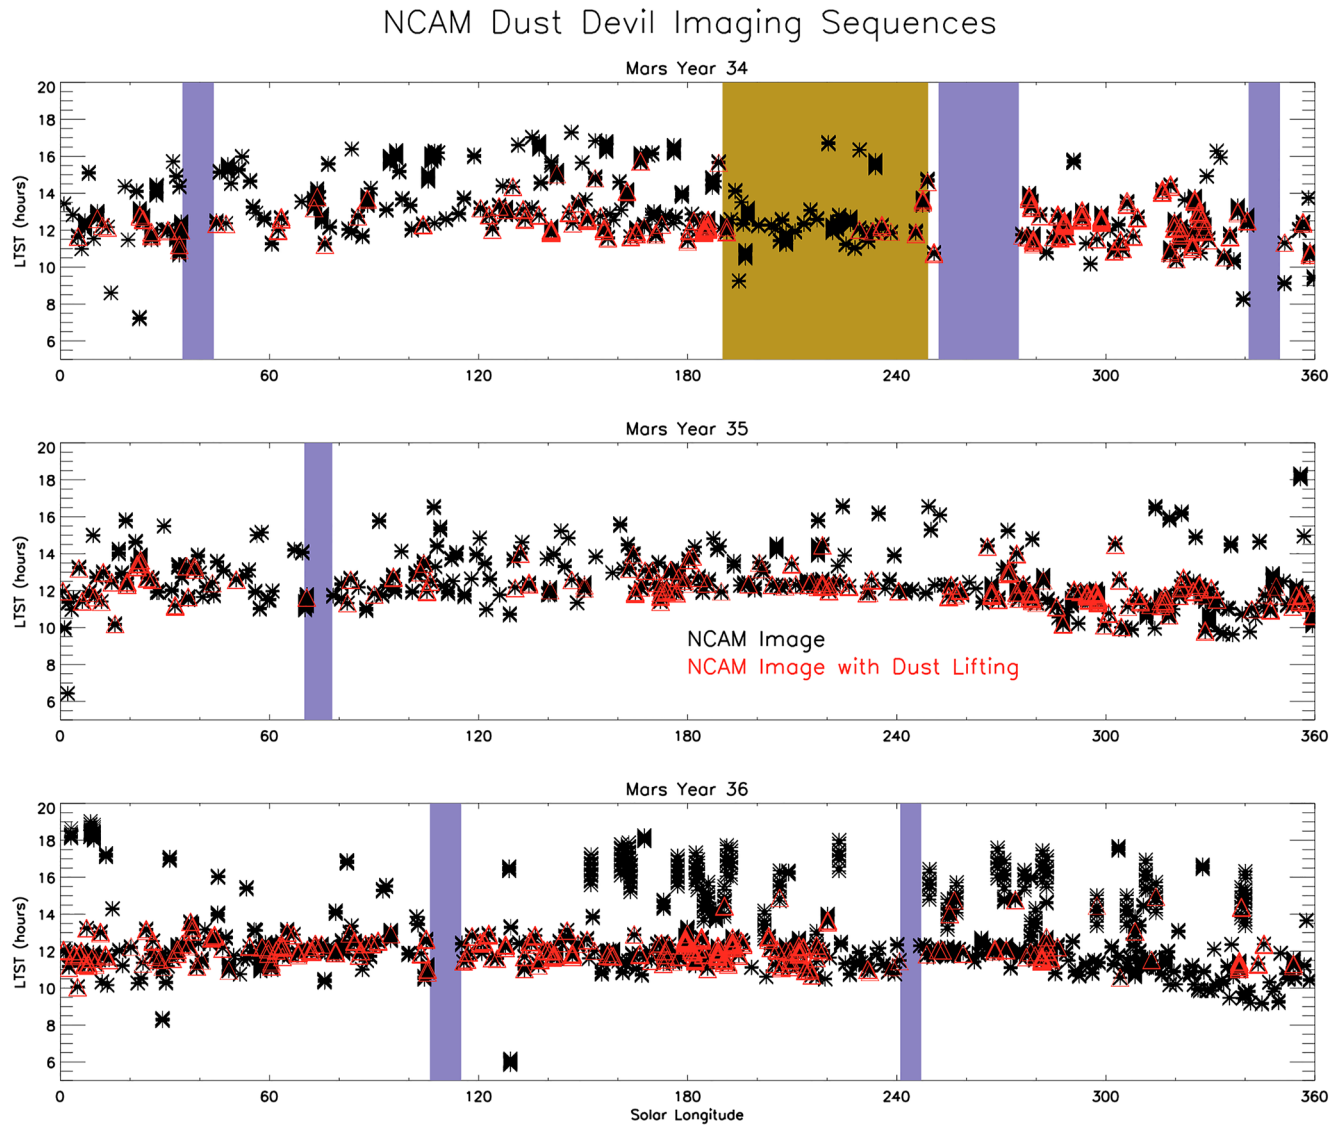 NCAM Dust Devil Imaging Sequences
Mars Year 34
LTST (hours)
20
18
16
14
12
10
8
6
0 60 120 180 240 300 360
Mars Year 35
LTST (hours)
20
18
16
14
12
10
8
6
NCAM Image
NCAM Image with Dust Lifting
0 60 120 180 240 300 360
Mars Year 36
LTST (hours)
20
18
16
14
12
10
8
6
0 60 120 180 240 300 360
Solar Longitude